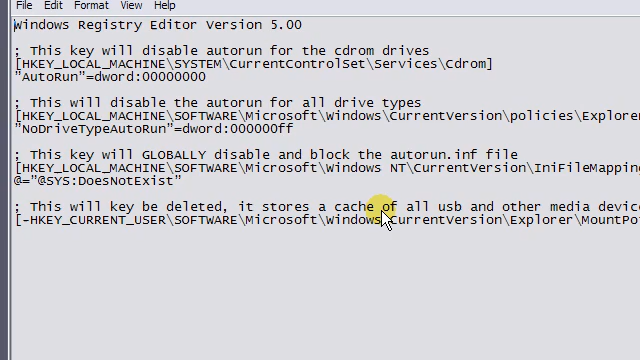 File Edit Format View Help
Windows Registry Editor Version 5.00
; This key will disable autorun for the cdrom drives
[HKEY_LOCAL_MACHINE\SYSTEM\CurrentControlSet\Services\Cdrom]
"AutoRun"=dword:00000000
; This will disable the autorun for all drive types
[HKEY_LOCAL_MACHINE\SOFTWARE\Microsoft\Windows\CurrentVersion\policies\Explorer
"NoDriveTypeAutoRun"=dword:000000ff
; This key will GLOBALLY disable and block the autorun.inf file
[HKEY_LOCAL_MACHINE\SOFTWARE\Microsoft\Windows NT\CurrentVersion\IniFileMapping
@="@SYS:DoesNotExist"
; This will key be deleted, it stores a cache of all usb and other media device
[-HKEY_CURRENT_USER\SOFTWARE\Microsoft\Windows\CurrentVersion\Explorer\MountPo